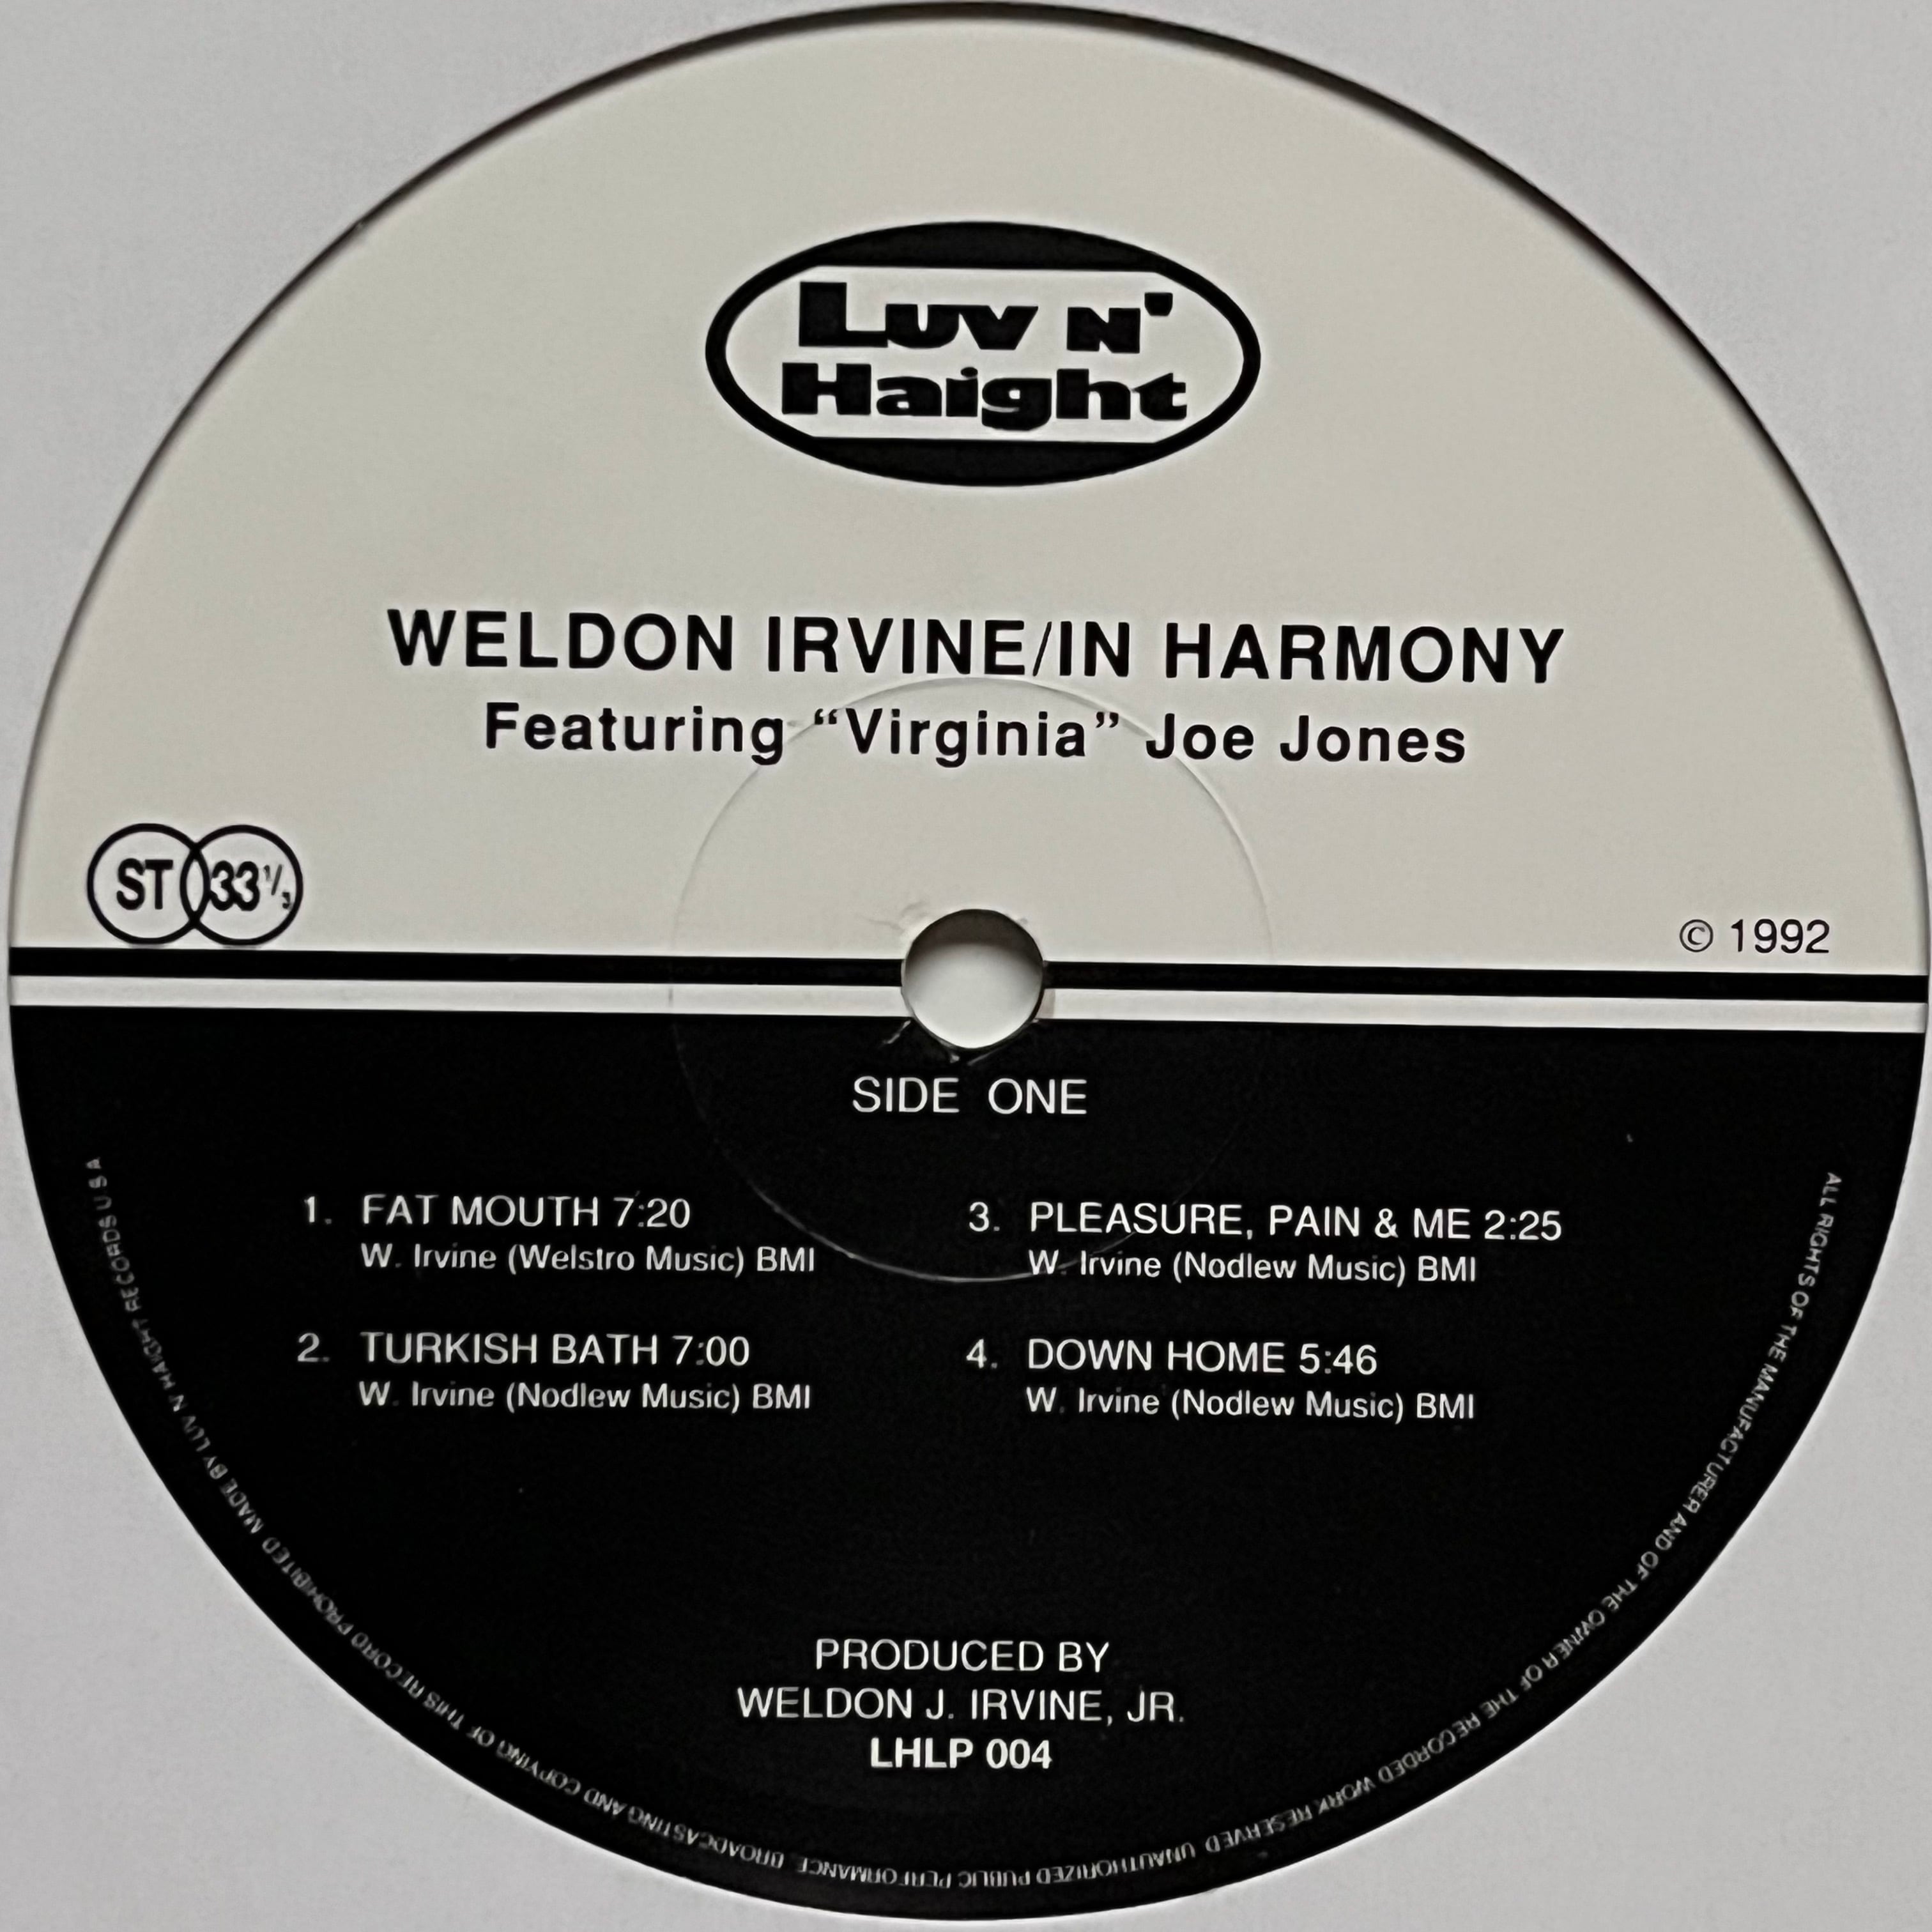 Luv n'
Haight
WELDON IRVINE/IN HARMONY
Featuring “Virginia” Joe Jones
ST 33 1/3
© 1992
SIDE ONE
1. FAT MOUTH 7:20
W. Irvine (Welstro Music) BMI
2. TURKISH BATH 7:00
W. Irvine (Nodlew Music) BMI
3. PLEASURE, PAIN & ME 2:25
W. Irvine (Nodlew Music) BMI
4. DOWN HOME 5:46
W. Irvine (Nodlew Music) BMI
PRODUCED BY
WELDON J. IRVINE, JR.
LHLP 004
ALL RIGHTS OF THE MANUFACTURER AND OF THE OWNER OF THE RECORDED WORK RESERVED UNAUTHORIZED PUBLIC PERFORMANCE BROADCASTING AND COPYING OF THIS RECORD PROHIBITED MADE BY LUV N HAIGHT RECORDS U S A